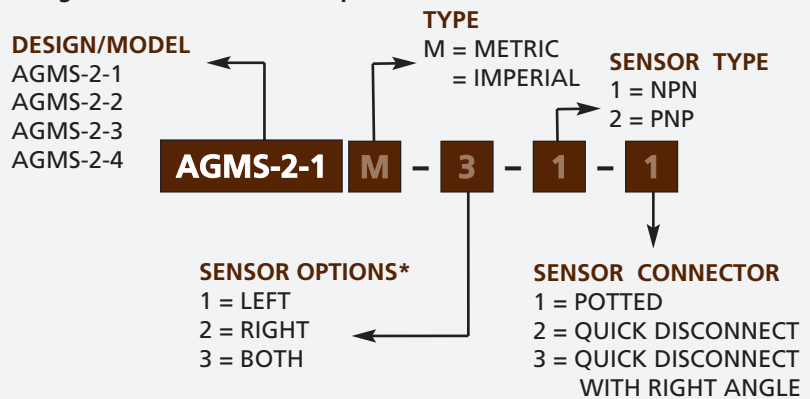 TYPE
M = METRIC
= IMPERIAL
DESIGN/MODEL
AGMS-2-1
AGMS-2-2
AGMS-2-3
AGMS-2-4
SENSOR TYPE
1 = NPN
2 = PNP
AGMS-2-1 M - 3 - 1 - 1
SENSOR OPTIONS*
1 = LEFT
2 = RIGHT
3 = BOTH
SENSOR CONNECTOR
1 = POTTED
2 = QUICK DISCONNECT
3 = QUICK DISCONNECT
WITH RIGHT ANGLE